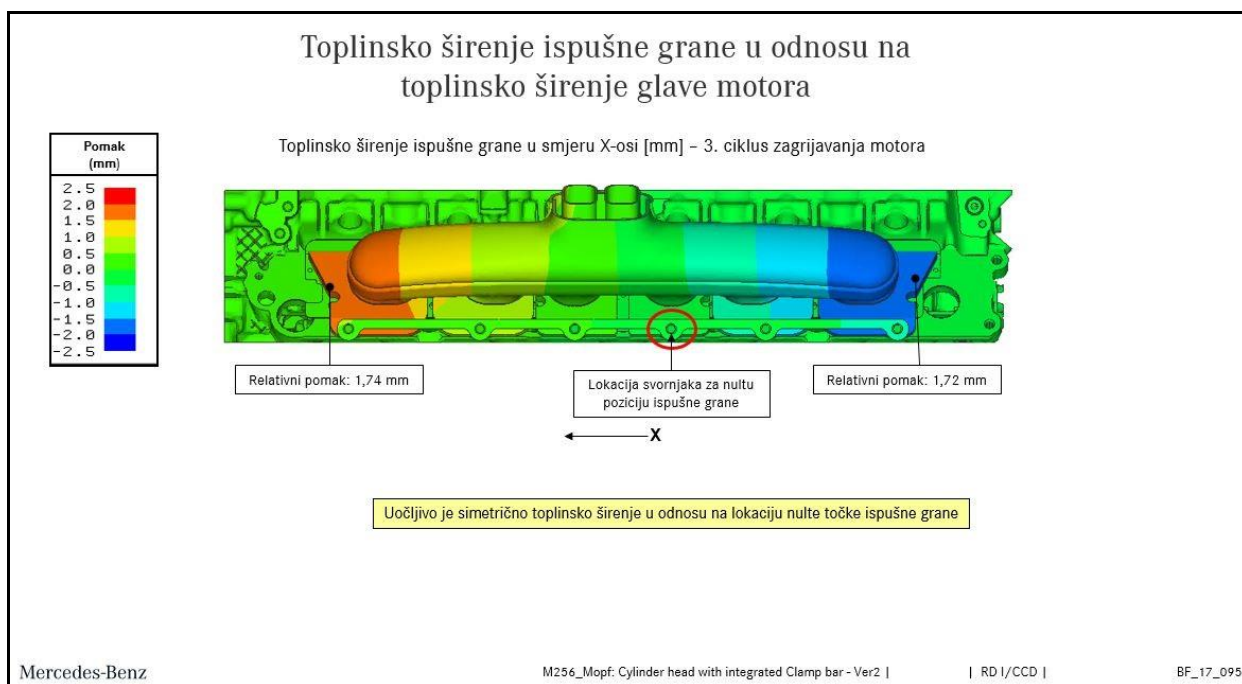 Toplinsko širenje ispušne grane u odnosu na
toplinsko širenje glave motora
Toplinsko širenje ispušne grane u smjeru X-osi [mm] – 3. ciklus zagrijavanja motora
Pomak
(mm)
2.5
2.0
1.5
1.0
0.5
0.0
-0.5
-1.0
-1.5
-2.0
-2.5
Relativni pomak: 1,74 mm
Lokacija svornjaka za nultu
poziciju ispušne grane
Relativni pomak: 1,72 mm
X
Uočljivo je simetrično toplinsko širenje u odnosu na lokaciju nulte točke ispušne grane
Mercedes-Benz
M256_Mopf: Cylinder head with integrated Clamp bar - Ver2 | | RD I/CCD | BF_17_095